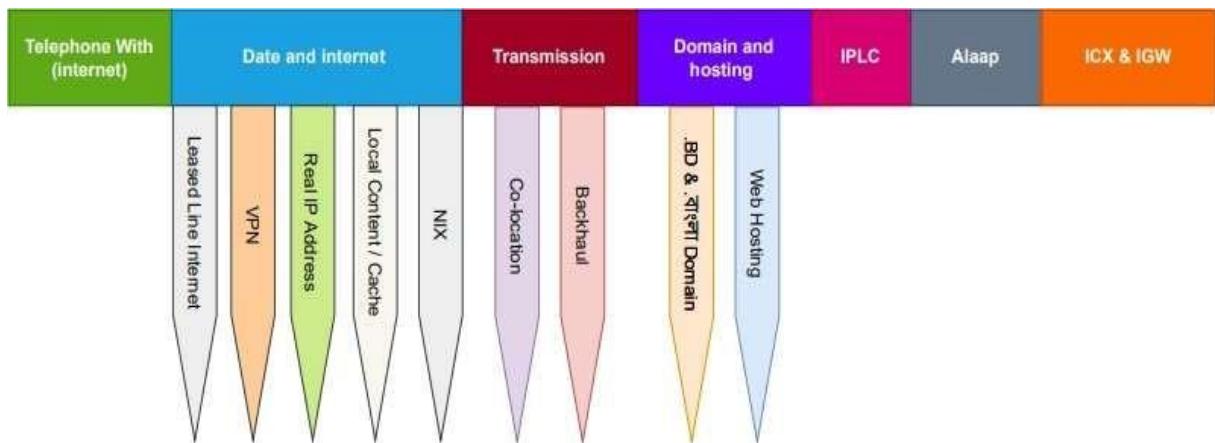 Telephone With
(internet)
Date and internet
Transmission
Domain and
hosting
IPLC
Alaap
ICX & IGW
Leased Line Internet
VPN
Real IP Address
Local Content / Cache
NIX
Co-location
Backhaul
.BD & .বাংলা Domain
Web Hosting